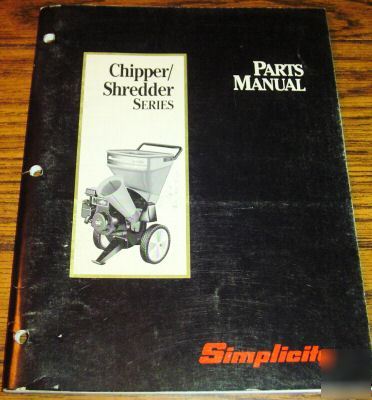 Chipper/
Shredder
SERIES
PARTS
MANUAL